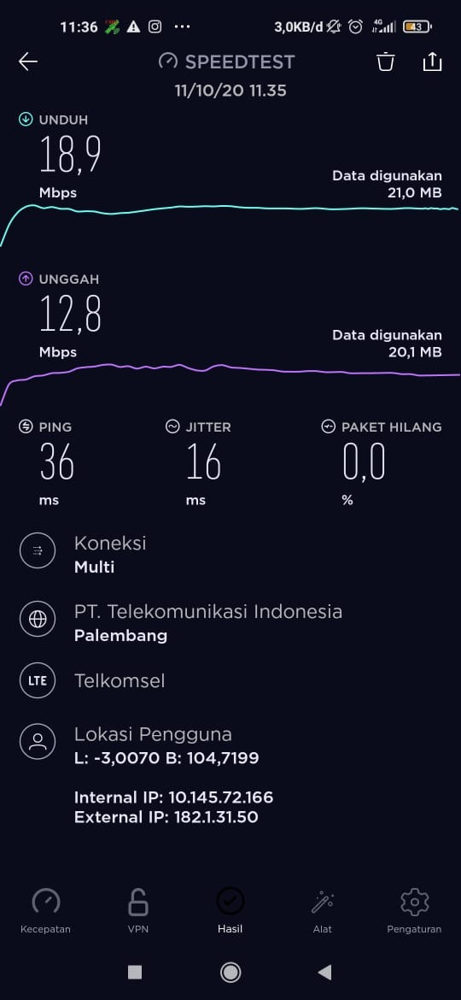 11:36 ... 3,0KB/d 4G 43
SPEEDTEST
11/10/20 11.35
UNDUH
18,9
Mbps
Data digunakan
21,0 MB
UNGGAH
12,8
Mbps
Data digunakan
20,1 MB
PING JITTER PAKET HILANG
36 16 0,0
ms ms %
Koneksi
Multi
PT. Telekomunikasi Indonesia
Palembang
LTE Telkomsel
Lokasi Pengguna
L: -3,0070 B: 104,7199
Internal IP: 10.145.72.166
External IP: 182.1.31.50
Kecepatan VPN Hasil Alat Pengaturan